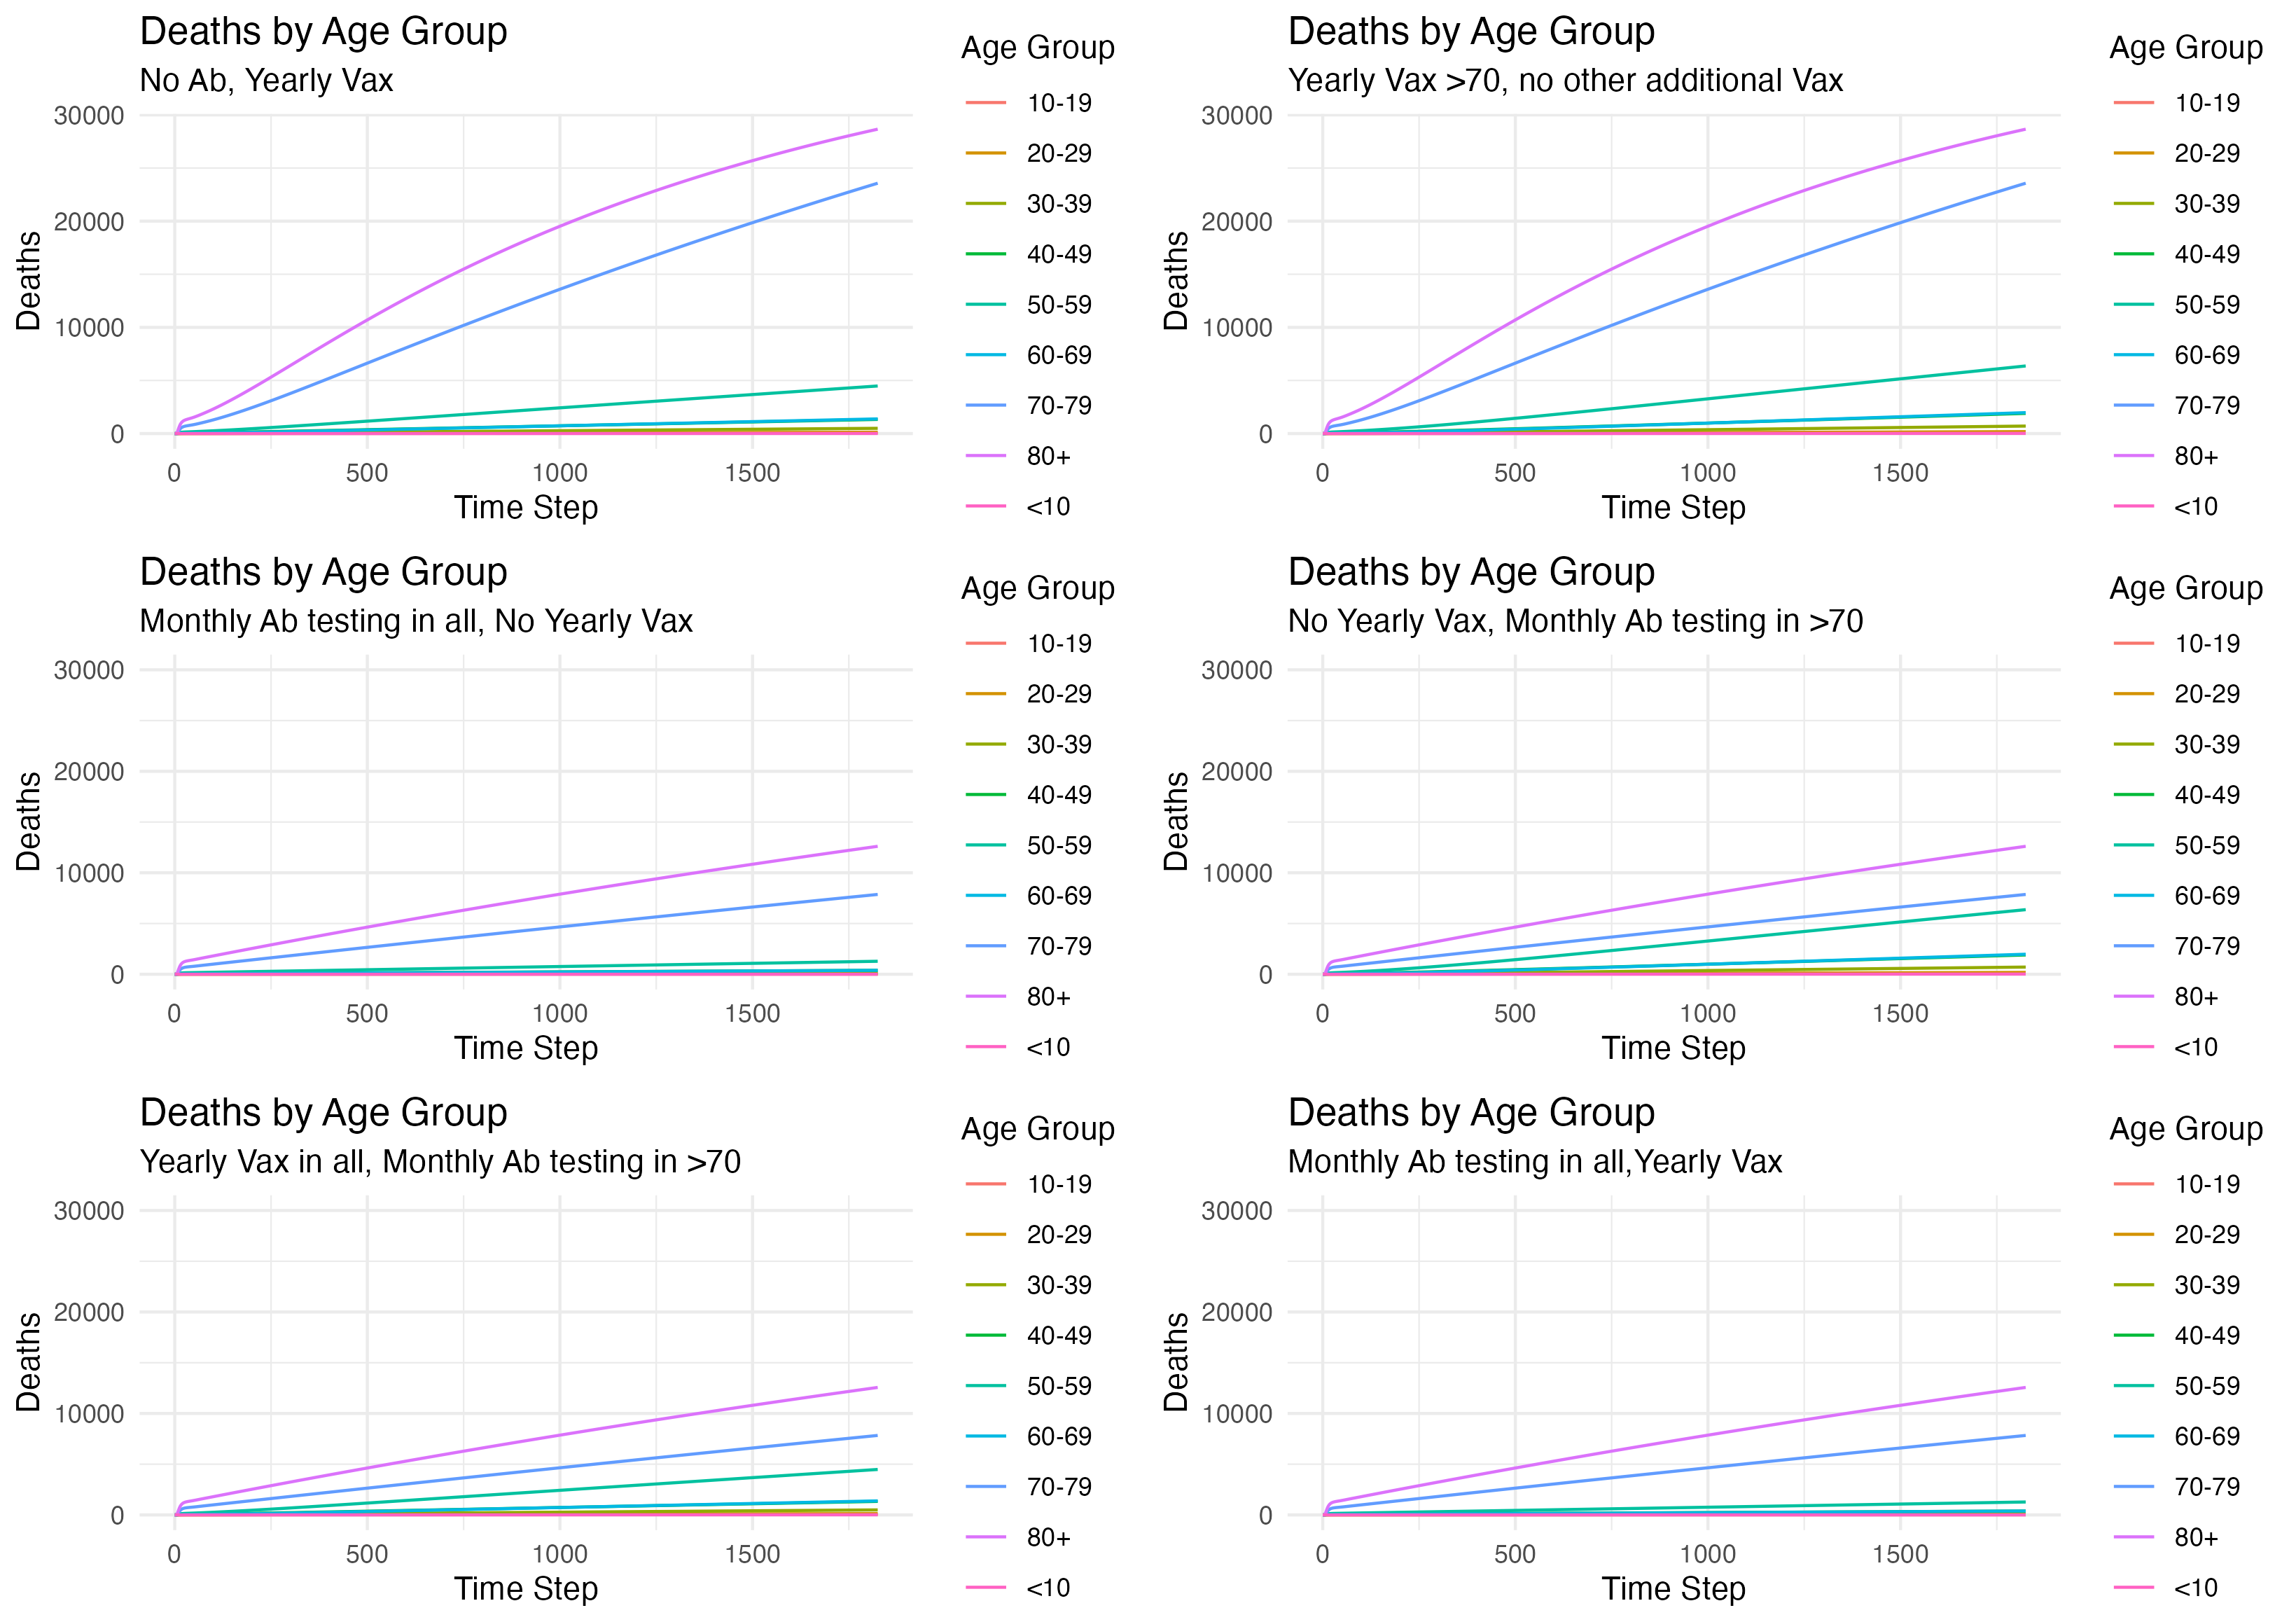 Deaths by Age Group
No Ab, Yearly Vax
30000
20000
10000
0
Deaths
0 500 1000 1500
Time Step
Age Group
10-19
20-29
30-39
40-49
50-59
60-69
70-79
80+
<10
Deaths by Age Group
Yearly Vax >70, no other additional Vax
30000
20000
10000
0
Deaths
0 500 1000 1500
Time Step
Age Group
10-19
20-29
30-39
40-49
50-59
60-69
70-79
80+
<10
Deaths by Age Group
Monthly Ab testing in all, No Yearly Vax
30000
20000
10000
0
Deaths
0 500 1000 1500
Time Step
Age Group
10-19
20-29
30-39
40-49
50-59
60-69
70-79
80+
<10
Deaths by Age Group
No Yearly Vax, Monthly Ab testing in >70
30000
20000
10000
0
Deaths
0 500 1000 1500
Time Step
Age Group
10-19
20-29
30-39
40-49
50-59
60-69
70-79
80+
<10
Deaths by Age Group
Yearly Vax in all, Monthly Ab testing in >70
30000
20000
10000
0
Deaths
0 500 1000 1500
Time Step
Age Group
10-19
20-29
30-39
40-49
50-59
60-69
70-79
80+
<10
Deaths by Age Group
Monthly Ab testing in all,Yearly Vax
30000
20000
10000
0
Deaths
0 500 1000 1500
Time Step
Age Group
10-19
20-29
30-39
40-49
50-59
60-69
70-79
80+
<10